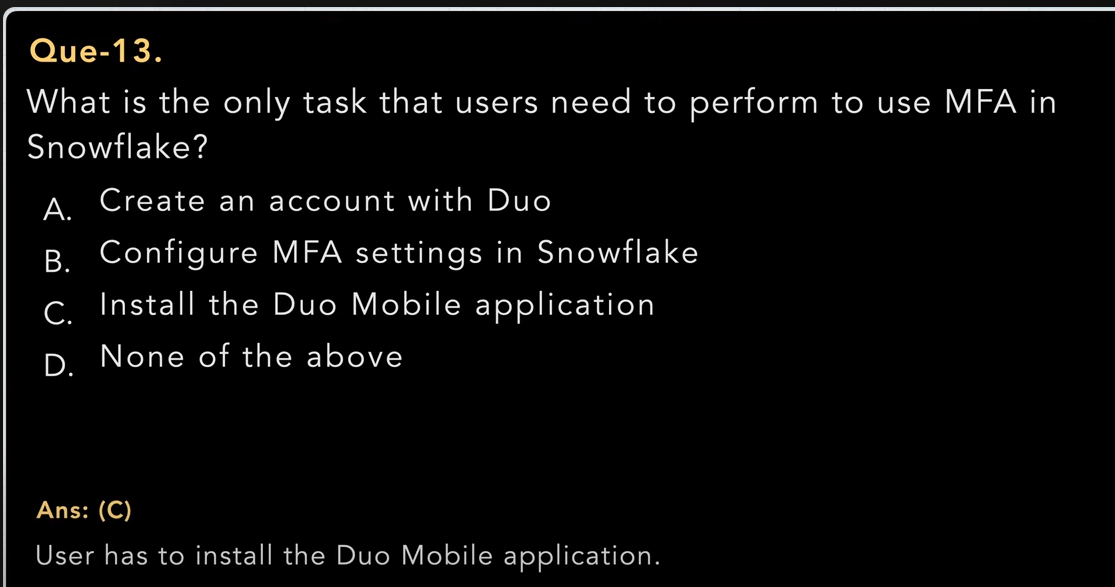 Que-13.
What is the only task that users need to perform to use MFA in
Snowflake?
A. Create an account with Duo
B. Configure MFA settings in Snowflake
C. Install the Duo Mobile application
D. None of the above
Ans: (C)
User has to install the Duo Mobile application.